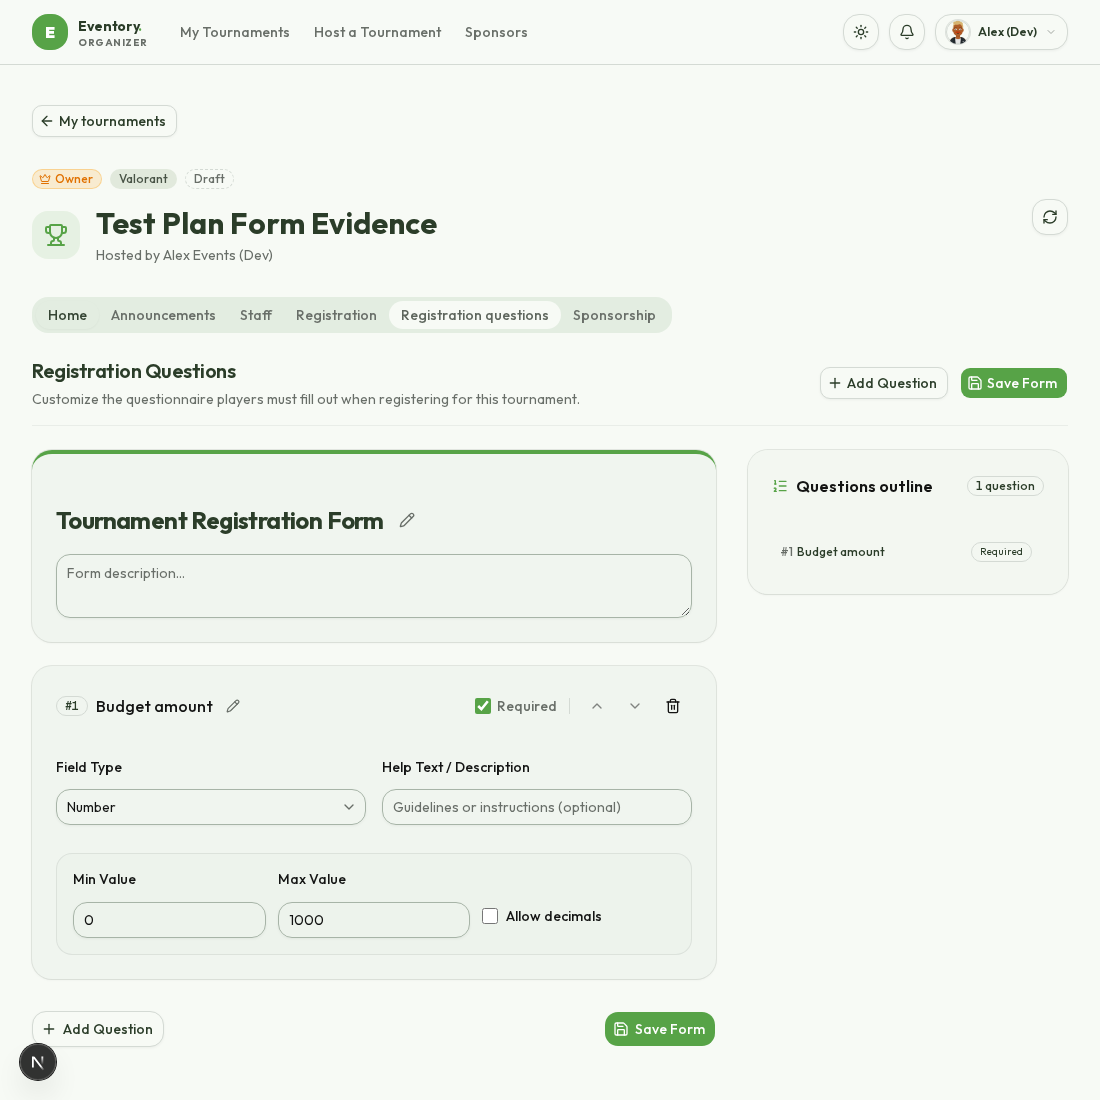 E
Eventory.
ORGANIZER
My Tournaments
Host a Tournament
Sponsors
Alex (Dev)
My tournaments
Owner
Valorant
Draft
Test Plan Form Evidence
Hosted by Alex Events (Dev)
Home
Announcements
Staff
Registration
Registration questions
Sponsorship
Registration Questions
Customize the questionnaire players must fill out when registering for this tournament.
Add Question
Save Form
Tournament Registration Form
Form description...
Questions outline
1 question
#1 Budget amount
Required
#1
Budget amount
Required
Field Type
Help Text / Description
Number
Guidelines or instructions (optional)
Min Value
Max Value
0
1000
Allow decimals
Add Question
Save Form
N